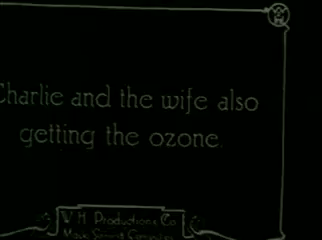 Charlie and the wife also
getting the ozone.
W H Productions Co